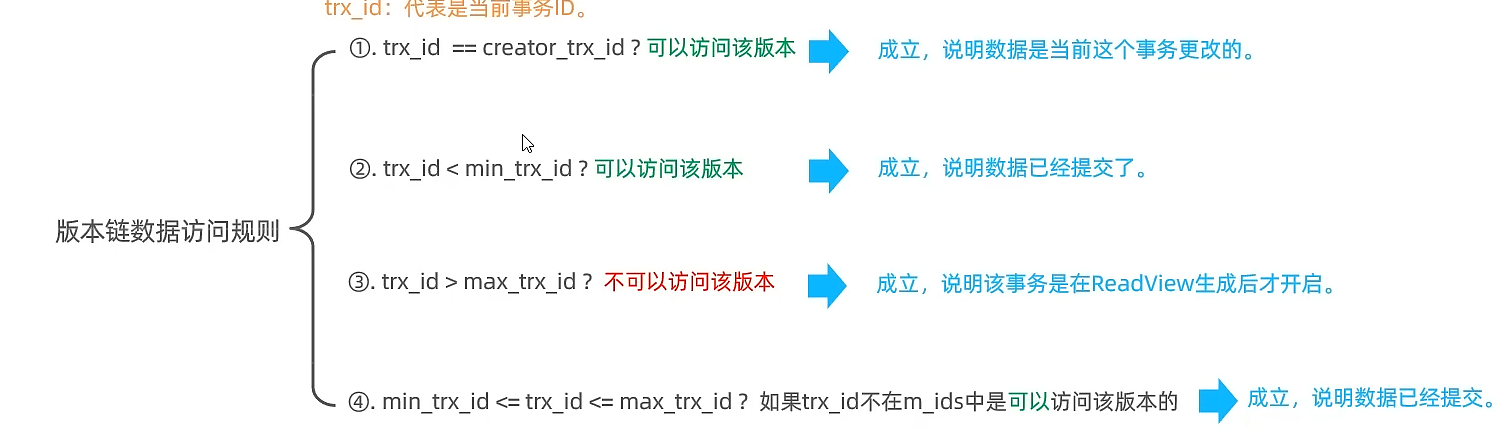 trx_id：代表是当前事务ID。
①. trx_id == creator_trx_id ? 可以访问该版本 成立，说明数据是当前这个事务更改的。
②. trx_id < min_trx_id ? 可以访问该版本 成立，说明数据已经提交了。
版本链数据访问规则
③. trx_id > max_trx_id ? 不可以访问该版本 成立，说明该事务是在ReadView生成后才开启。
④. min_trx_id <= trx_id <= max_trx_id ? 如果trx_id不在m_ids中是可以访问该版本的 成立，说明数据已经提交。